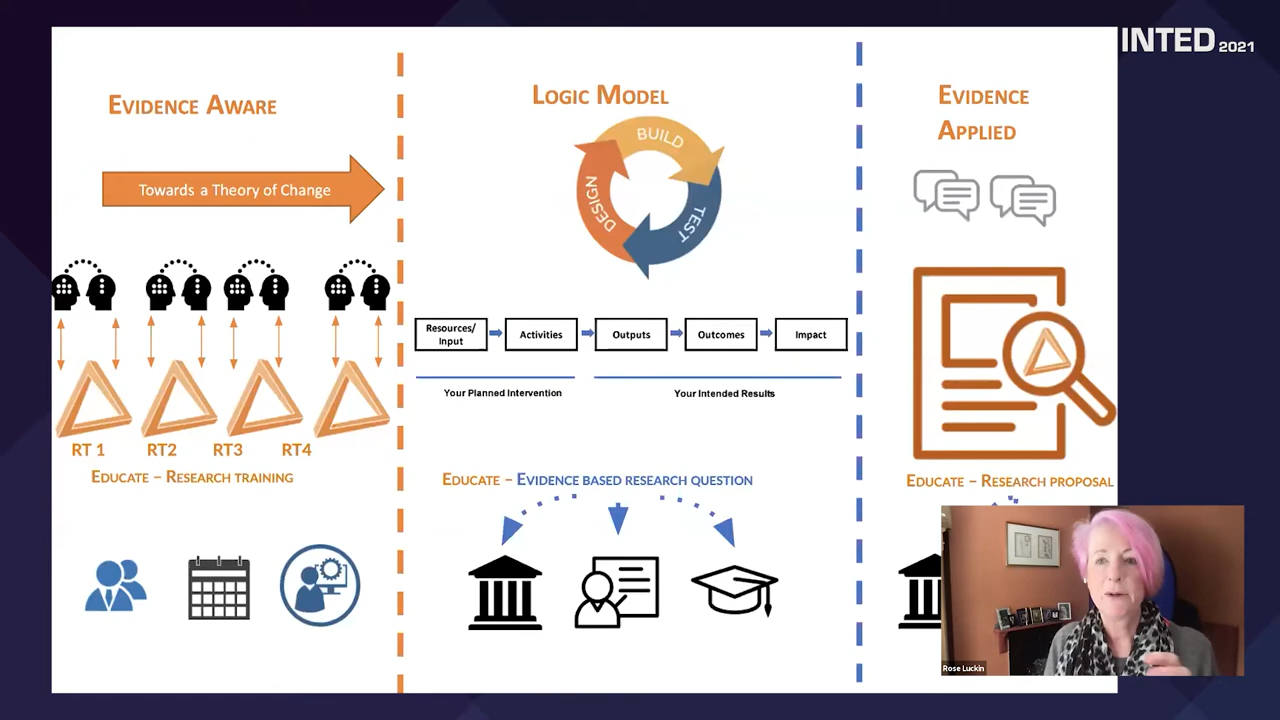 INTED 2021
EVIDENCE AWARE
Towards a Theory of Change
RT 1
RT2
RT3
RT4
EDUCATE – RESEARCH TRAINING
LOGIC MODEL
BUILD
TEST
DESIGN
Resources/
Input
Activities
Outputs
Outcomes
Impact
Your Planned Intervention
Your Intended Results
EDUCATE – EVIDENCE BASED RESEARCH QUESTION
EVIDENCE
APPLIED
EDUCATE – RESEARCH PROPOSAL
Rose Luckin